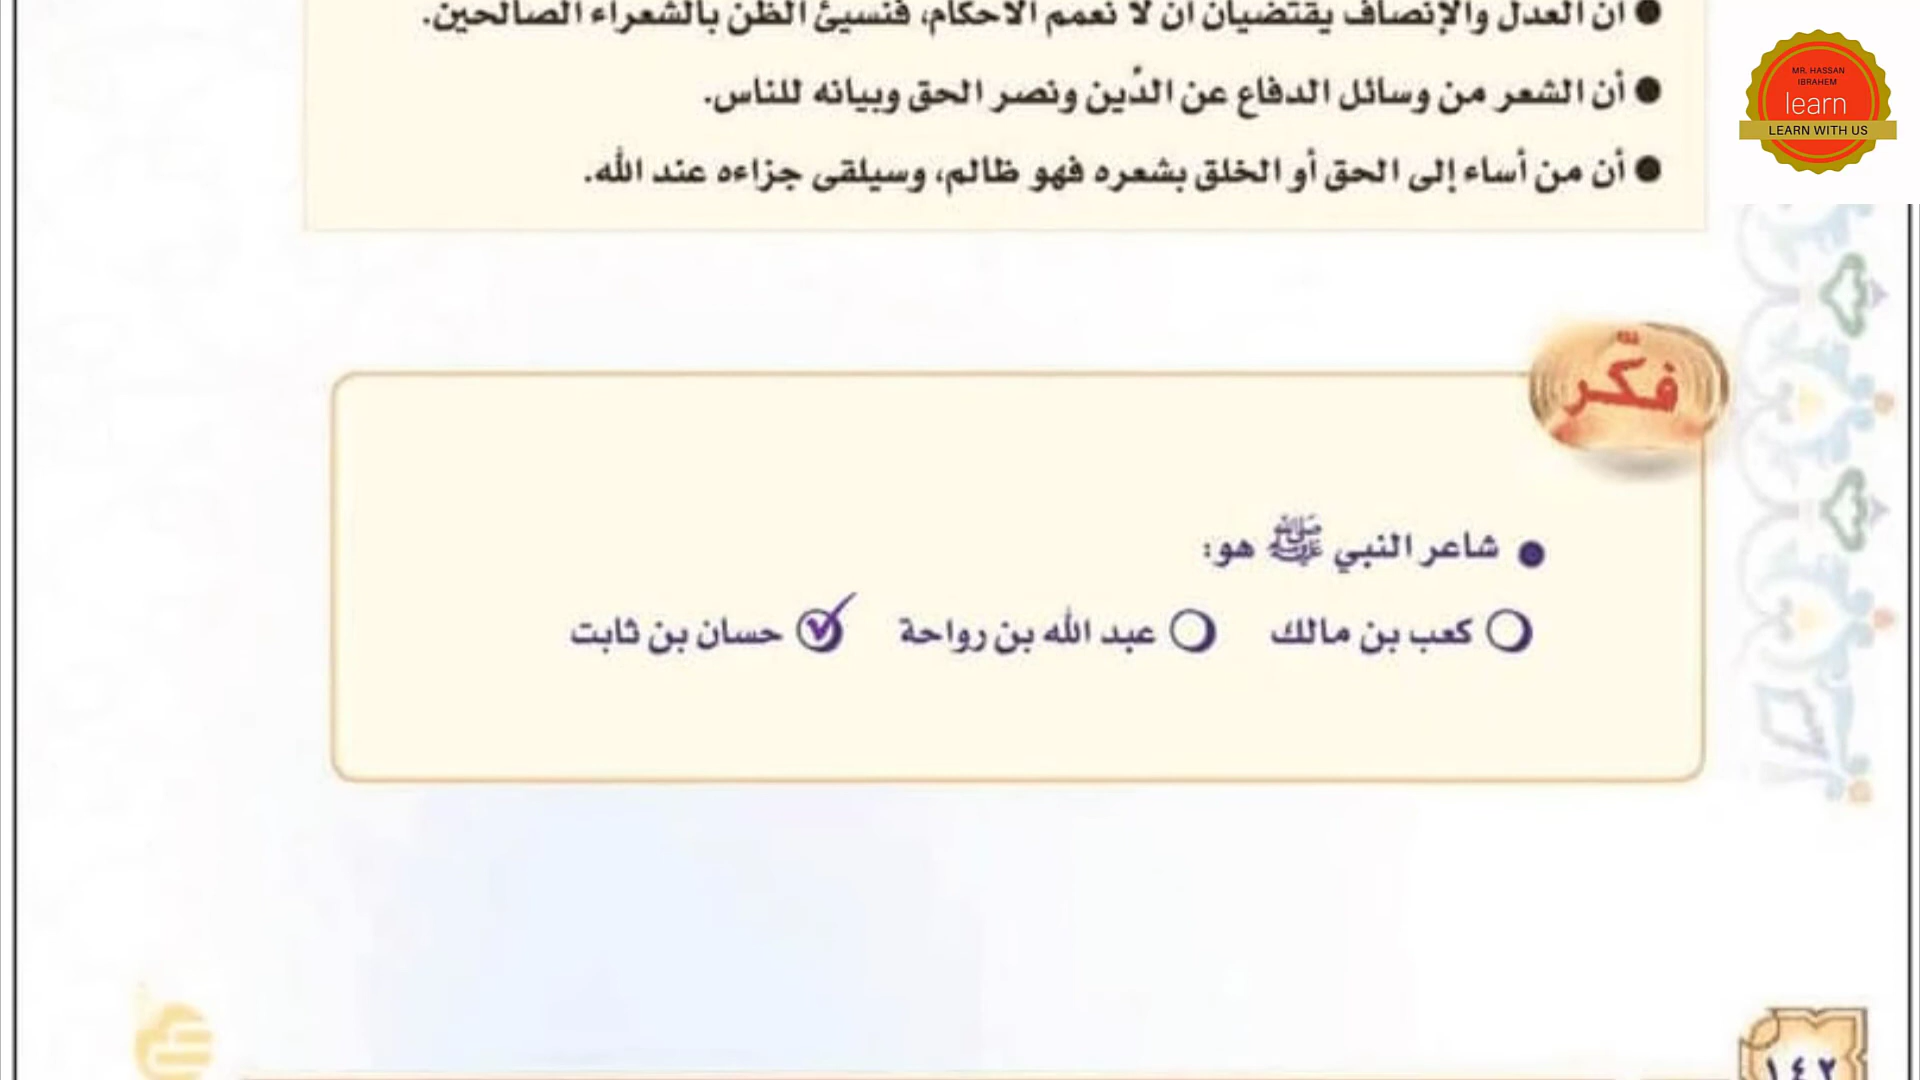 أن العدل والإنصاف يقتضيان أن لا نعمم الأحكام، فنسيئ الظن بالشعراء الصالحين.
MR. HASSAN
IBRAHEM
learn
LEARN WITH US
أن الشعر من وسائل الدفاع عن الدِّين ونصر الحق وبيانه للناس.
أن من أساء إلى الحق أو الخلق بشعره فهو ظالم، وسيلقى جزاءه عند الله.
فكّر
شاعر النبي ﷺ هو:
كعب بن مالك عبد الله بن رواحة حسان بن ثابت
١٤٢